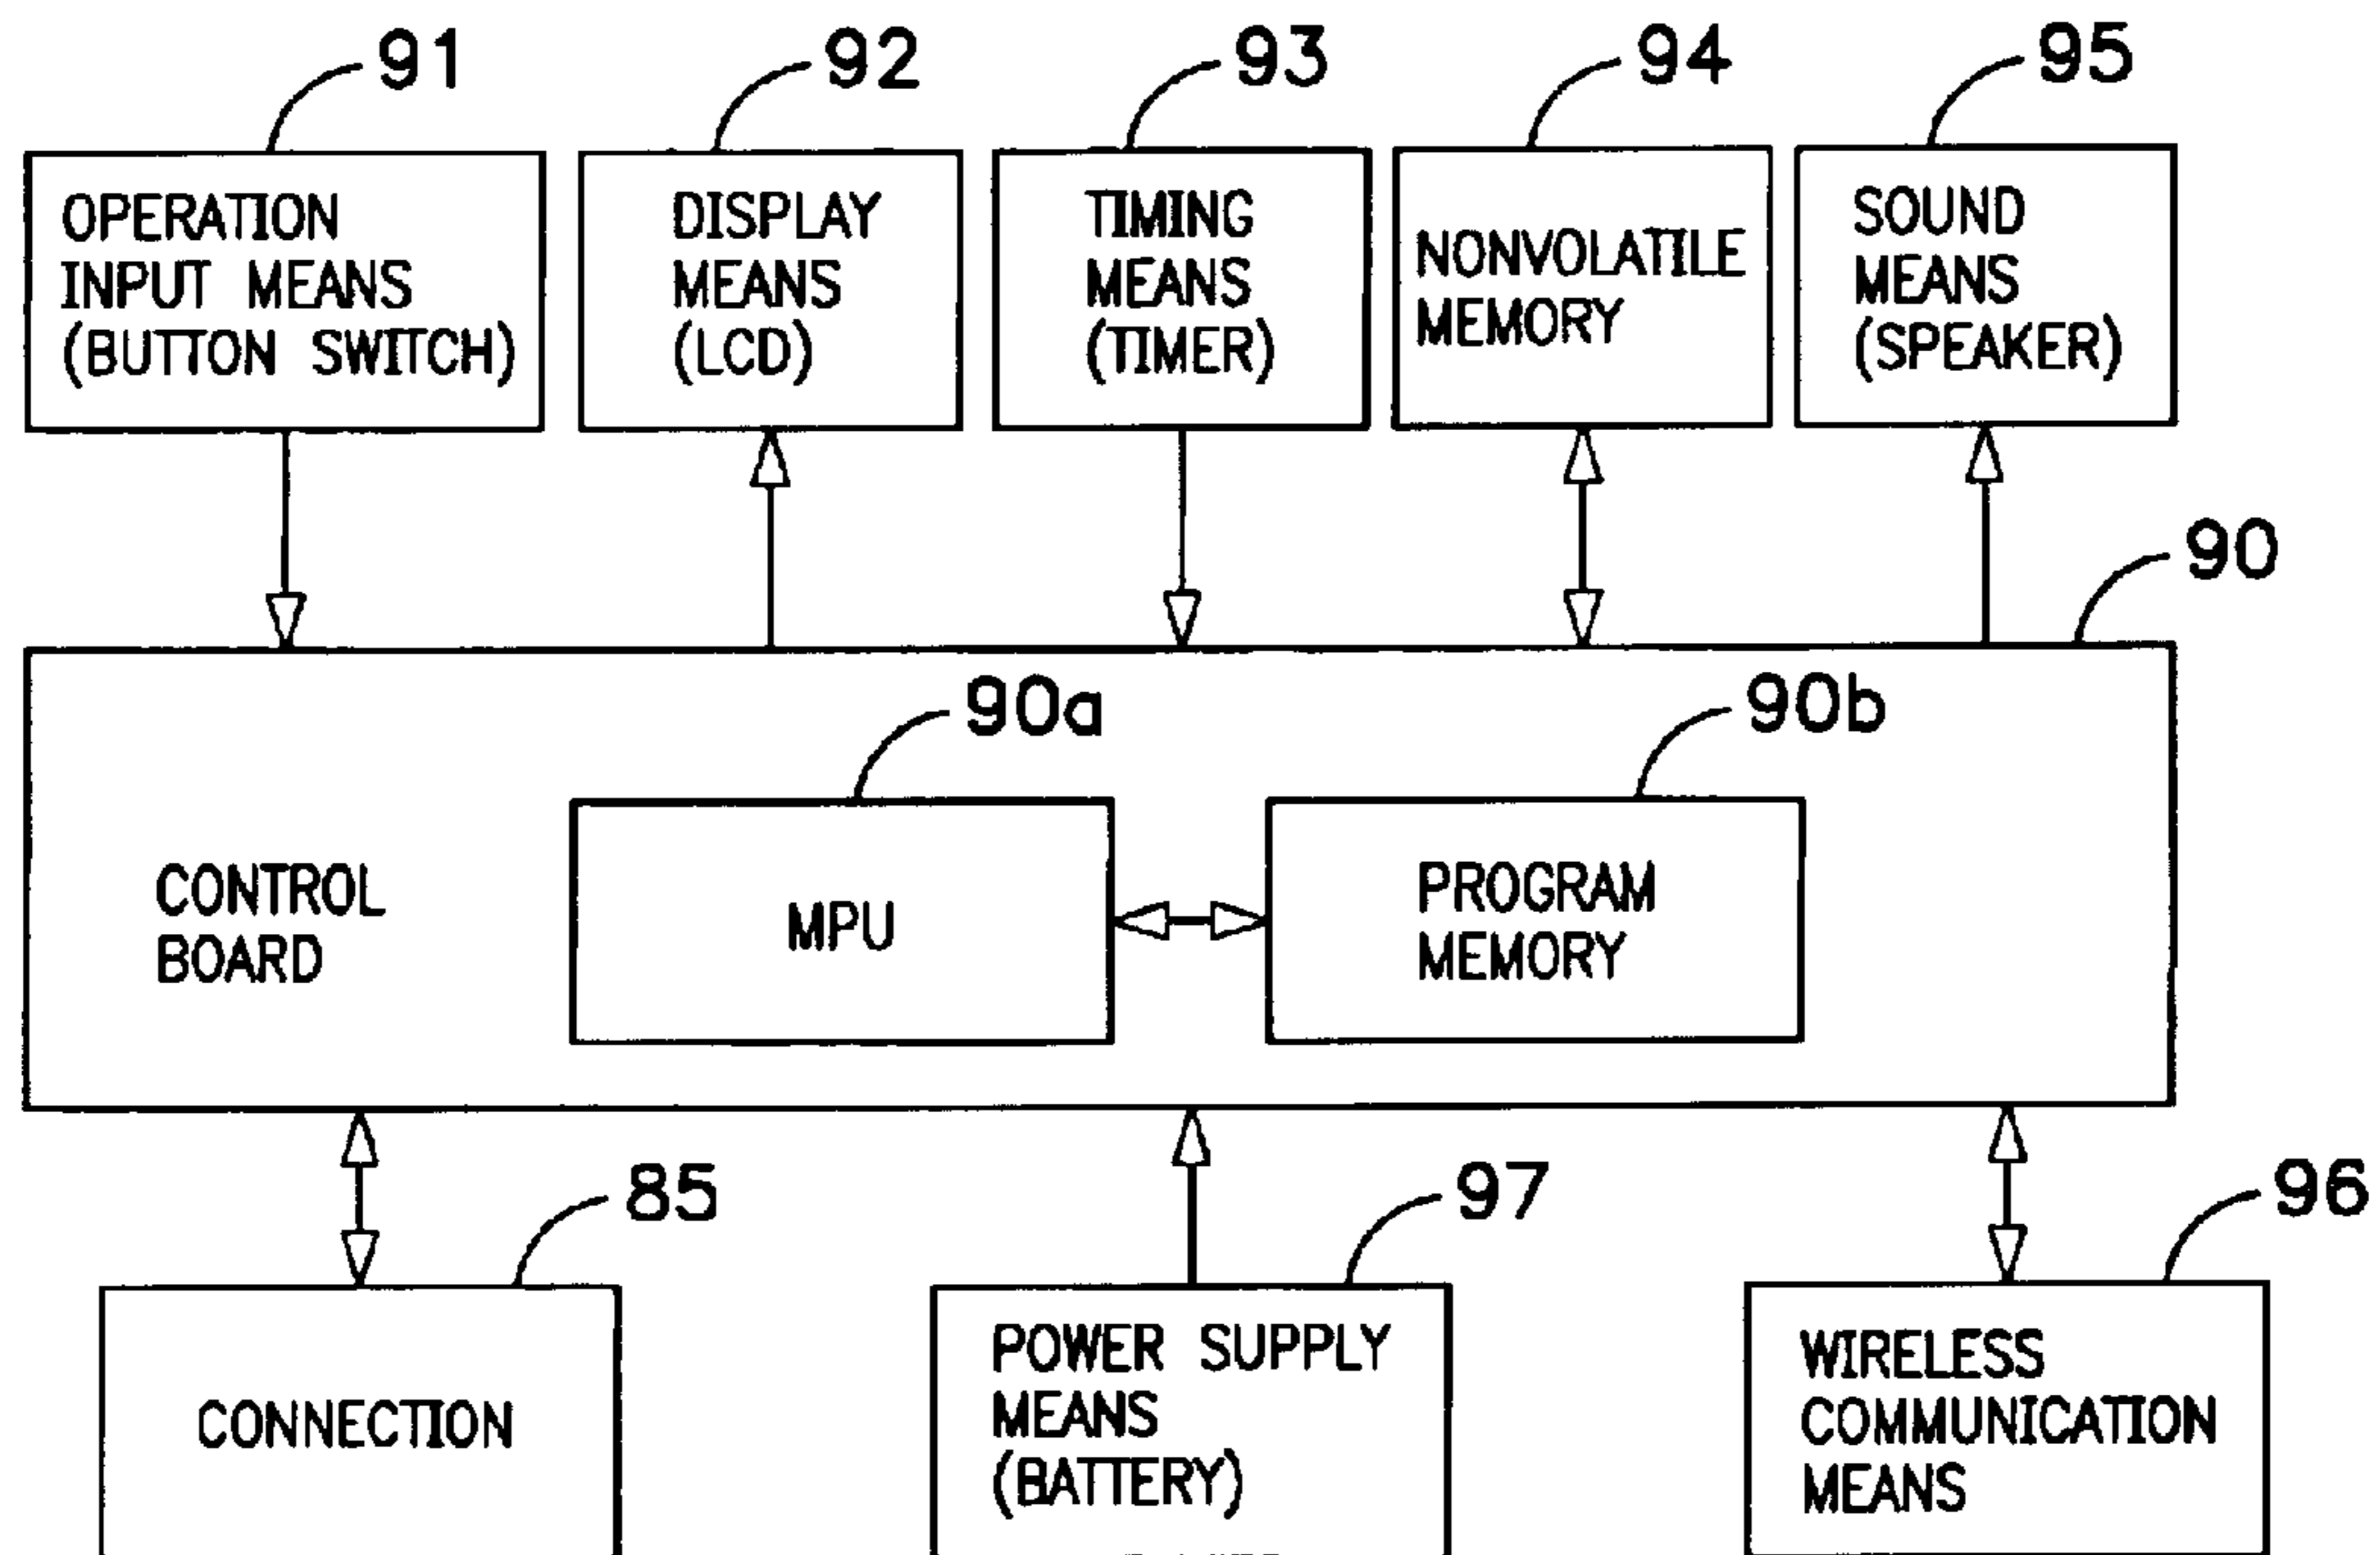 91
92
93
94
95
OPERATION
INPUT MEANS
(BUTTON SWITCH)
DISPLAY
MEANS
(LCD)
TIMING
MEANS
(TIMER)
NONVOLATILE
MEMORY
SOUND
MEANS
(SPEAKER)
90
90a
90b
CONTROL
BOARD
MPU
PROGRAM
MEMORY
85
97
96
CONNECTION
POWER SUPPLY
MEANS
(BATTERY)
WIRELESS
COMMUNICATION
MEANS